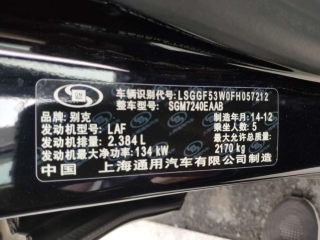 车辆识别代号: LSGGF53W0FH057212
整车型号: SGM7240EAAB
品牌: 别克 制造年月: 14-12
发动机型号: LAF 乘坐人数: 5
发动机排量: 2.384L 最大允许总质量:
发动机最大净功率: 134 kW 2170 kg
中国 上海通用汽车有限公司制造